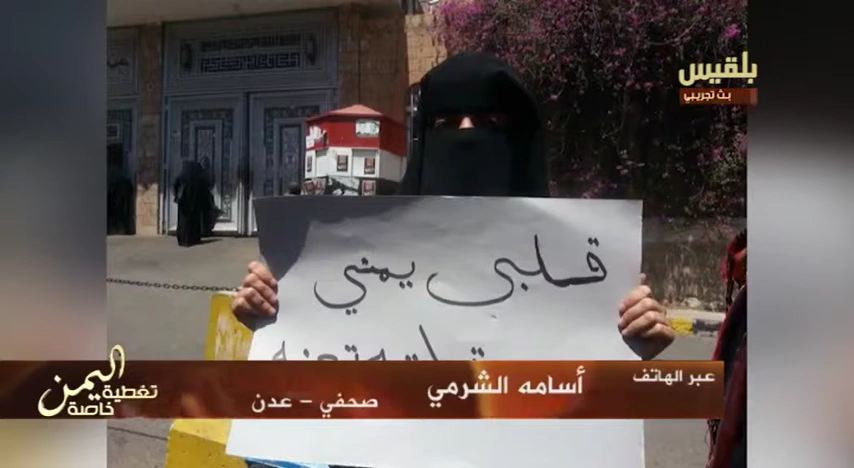 بلقيس
بث تجريبي
قلبي يمني
عبر الهاتف
أسامه الشرمي
صحفي - عدن
اليمن
تغطية
خاصة